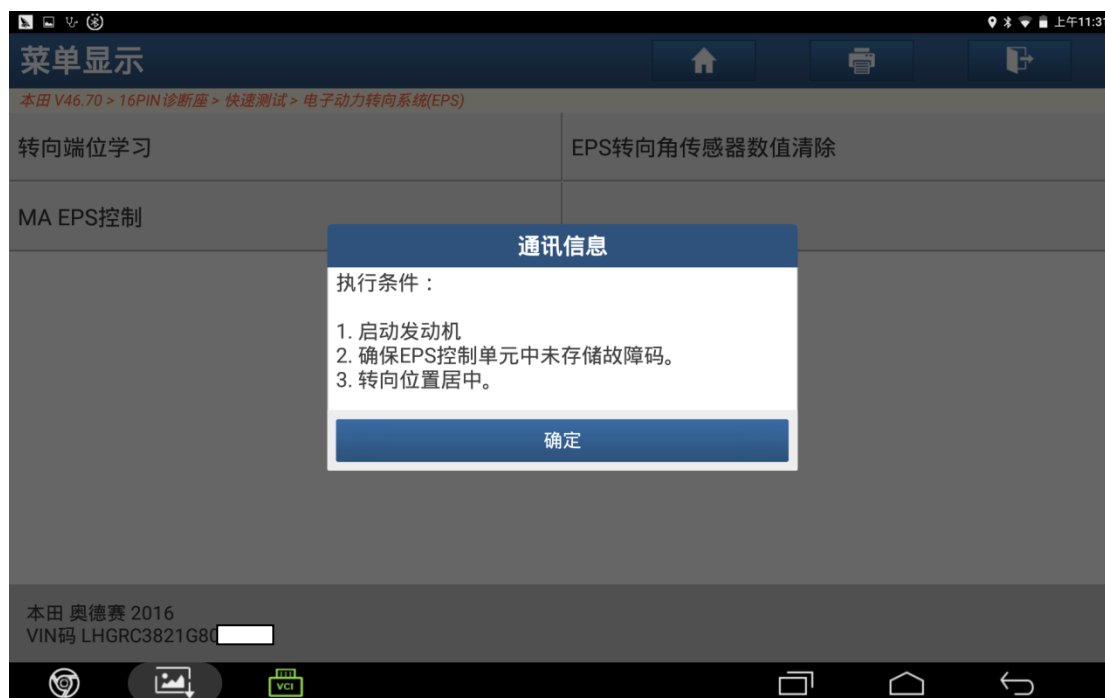 上午11:31
菜单显示
本田 V46.70 > 16PIN诊断座 > 快速测试 > 电子动力转向系统(EPS)
转向端位学习
EPS转向角传感器数值清除
MA EPS控制
通讯信息
执行条件：
1. 启动发动机
2. 确保EPS控制单元中未存储故障码。
3. 转向位置居中。
确定
本田 奥德赛 2016
VIN码 LHGRC3821G80
VCI